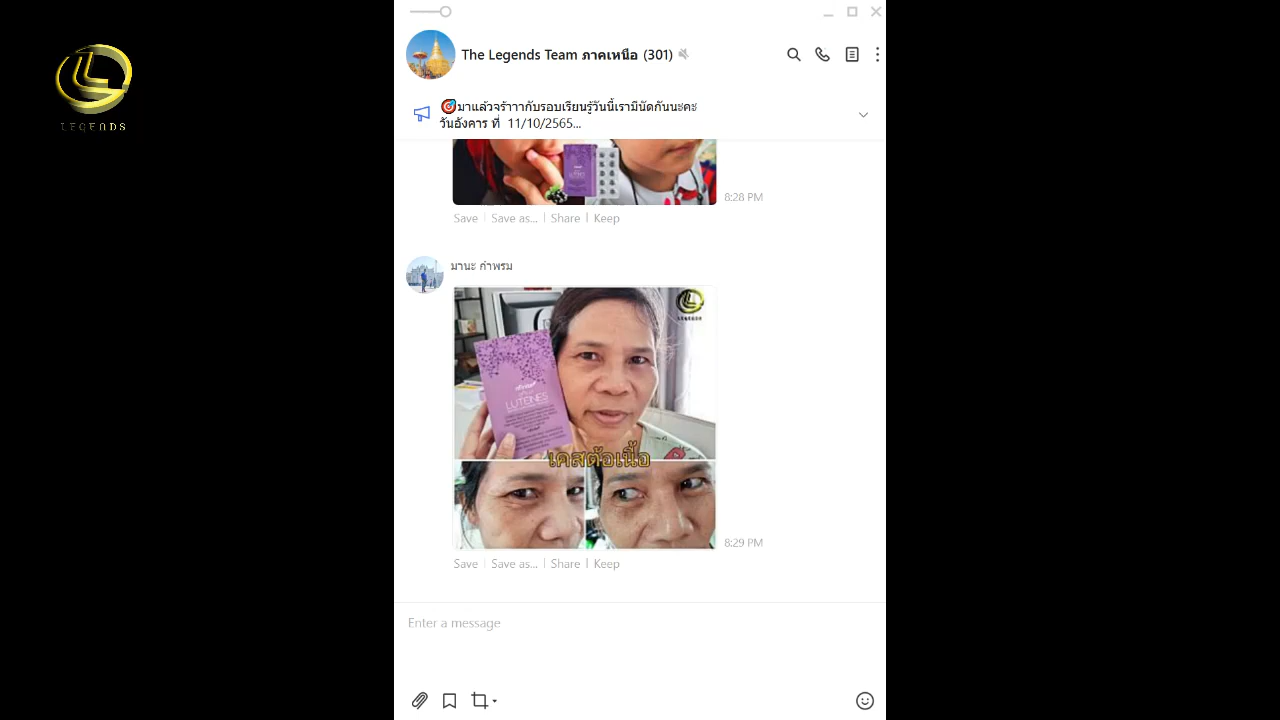 LEGENDS
The Legends Team ภาคเหนือ (301)
🎯มาแล้วจร้าากับรอบเรียนรู้วันนี้เรามีนัดกันนะคะ
วันอังคาร ที่ 11/10/2565...
8:28 PM
Save Save as... Share Keep
มานะ กำพรม
LEGENDS
LUTEINES
เคสต้อเนื้อ
8:29 PM
Save Save as... Share Keep
Enter a message